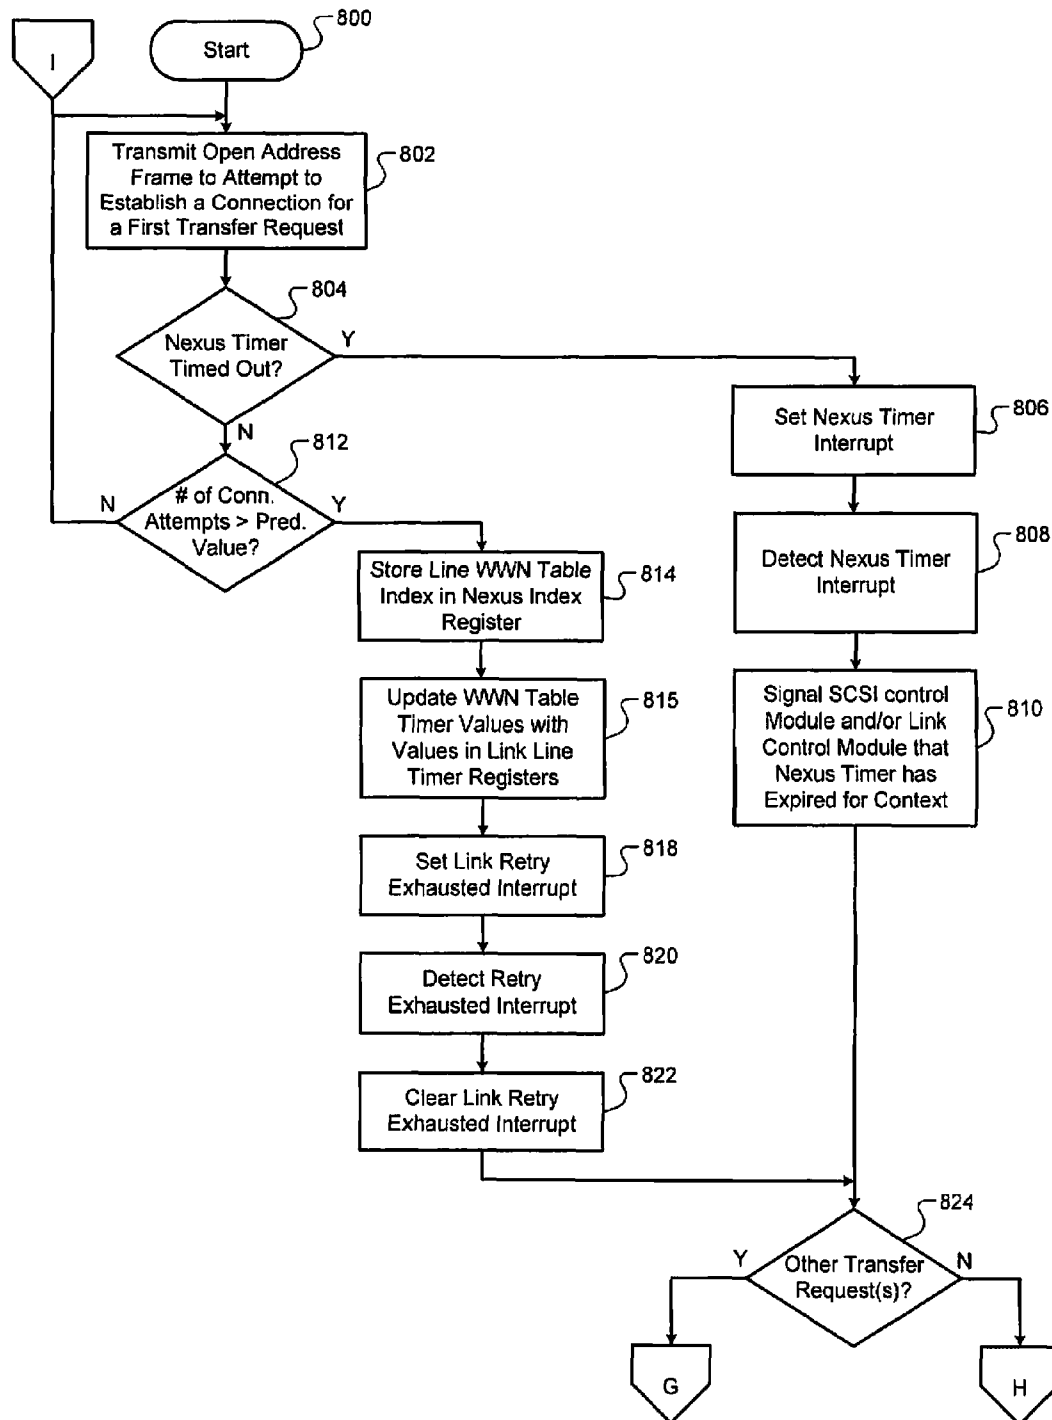 800
I
Start
Transmit Open Address
Frame to Attempt to
Establish a Connection for
a First Transfer Request
802
804
Nexus Timer
Timed Out?
Y
N
Set Nexus Timer
Interrupt
806
812
# of Conn.
Attempts > Pred.
Value?
N
Y
Detect Nexus Timer
Interrupt
808
Store Line WWN Table
Index in Nexus Index
Register
814
Update WWN Table
Timer Values with
Values in Link Line
Timer Registers
815
Signal SCSI control
Module and/or Link
Control Module that
Nexus Timer has
Expired for Context
810
Set Link Retry
Exhausted Interrupt
818
Detect Retry
Exhausted Interrupt
820
Clear Link Retry
Exhausted Interrupt
822
824
Other Transfer
Request(s)?
Y
N
G
H